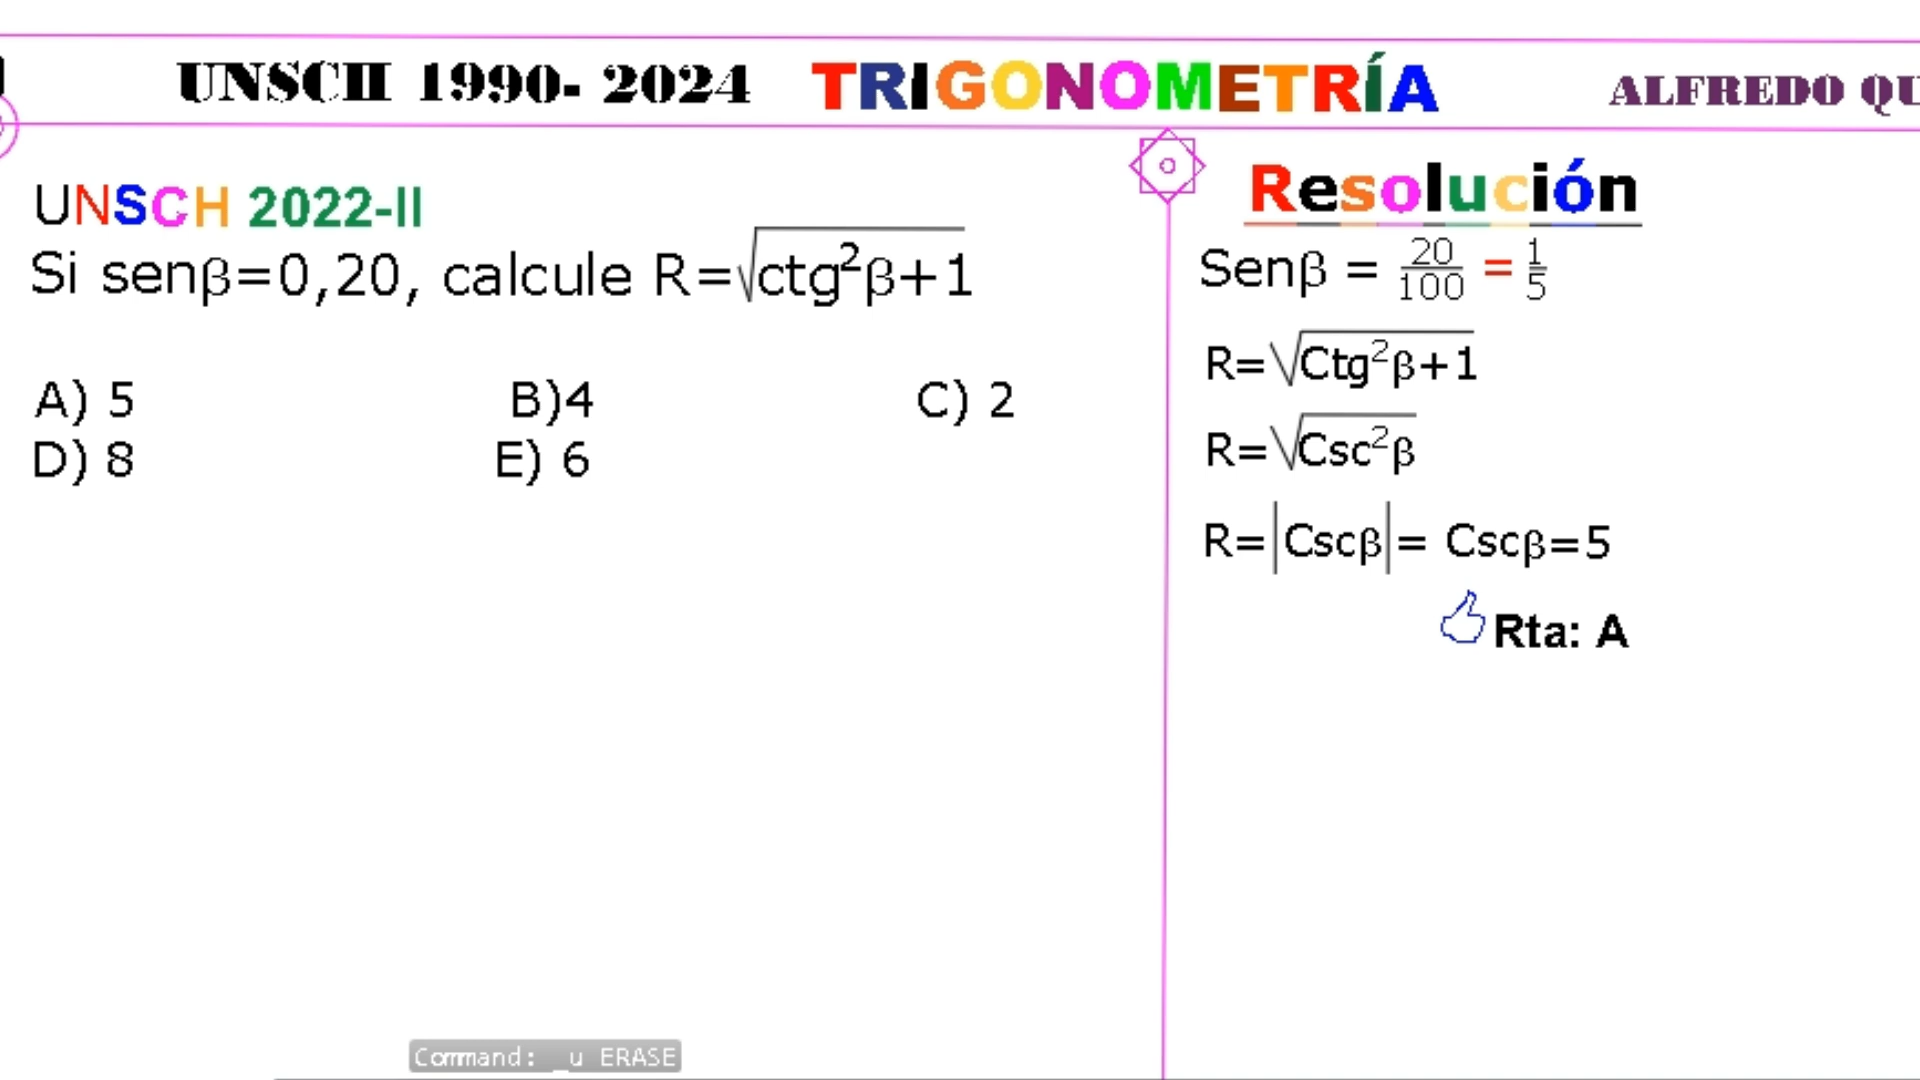 UNSCH 1990- 2024 TRIGONOMETRÍA ALFREDO
UNSCH 2022-II
Si senβ=0,20, calcule R=√ctg²β+1
A) 5 B)4 C) 2
D) 8 E) 6
Resolución
Senβ = 20/100 = 1/5
R=√Ctg²β+1
R=√Csc²β
R=|Cscβ|= Cscβ=5
Rta: A
Command: _u ERASE